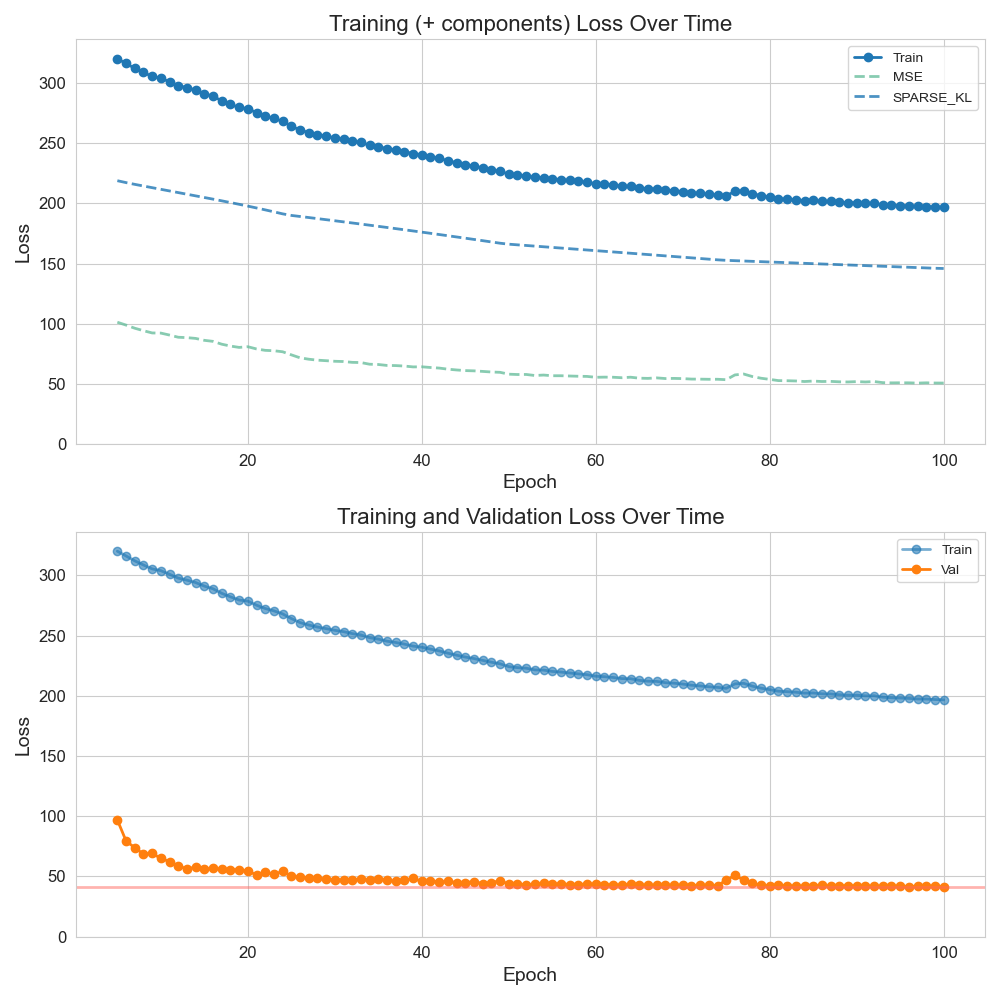 Training (+ components) Loss Over Time
Train
MSE
SPARSE_KL
300
250
200
150
100
50
0
Loss
20 40 60 80 100
Epoch
Training and Validation Loss Over Time
Train
Val
300
250
200
150
100
50
0
Loss
20 40 60 80 100
Epoch